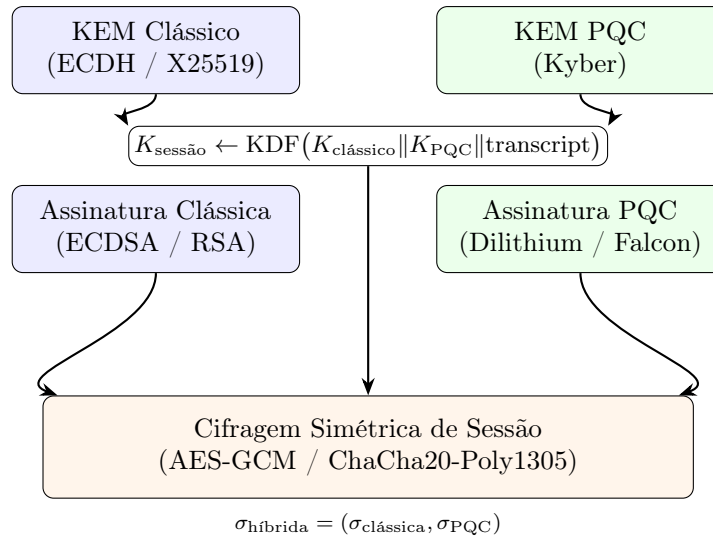 KEM Clássico
(ECDH / X25519)
KEM PQC
(Kyber)
K_sessão ← KDF(K_clássico‖K_PQC‖transcript)
Assinatura Clássica
(ECDSA / RSA)
Assinatura PQC
(Dilithium / Falcon)
Cifragem Simétrica de Sessão
(AES-GCM / ChaCha20-Poly1305)
σ_híbrida = (σ_clássica, σ_PQC)